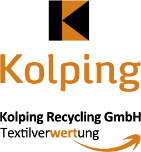 Kolping
Kolping Recycling GmbH
Textilverwertung